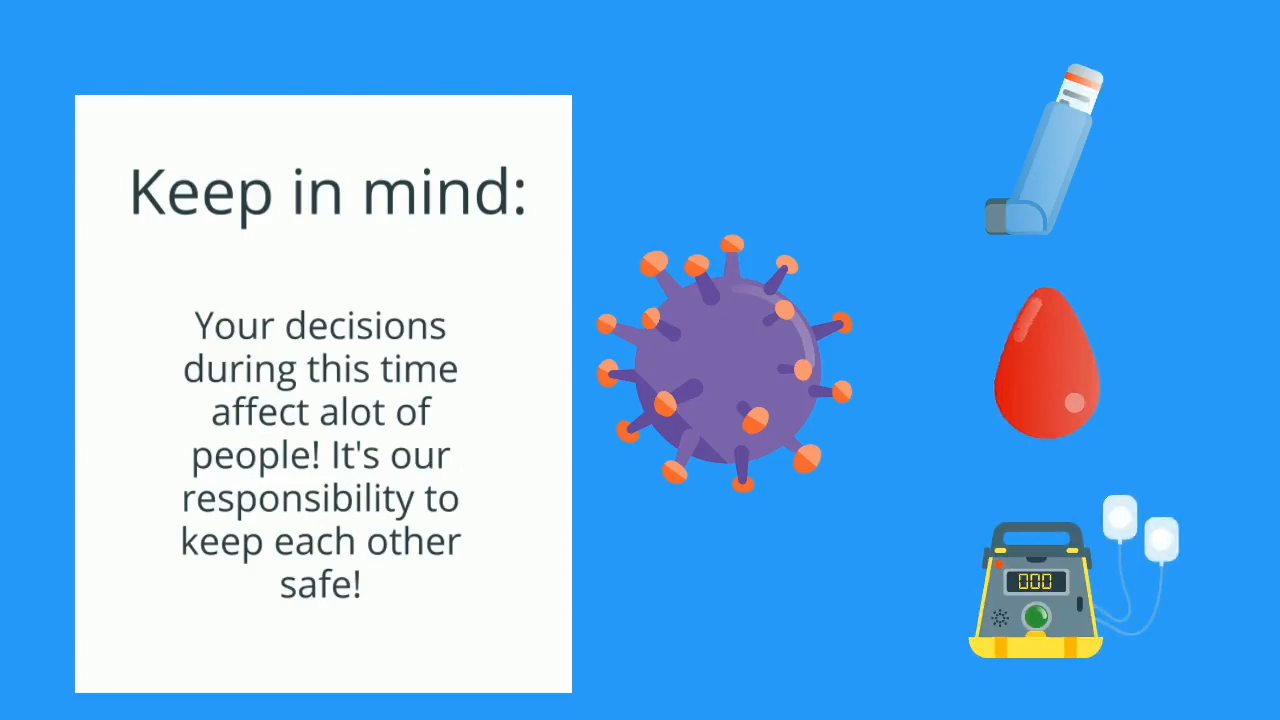 Keep in mind:
Your decisions
during this time
affect alot of
people! It's our
responsibility to
keep each other
safe!
000